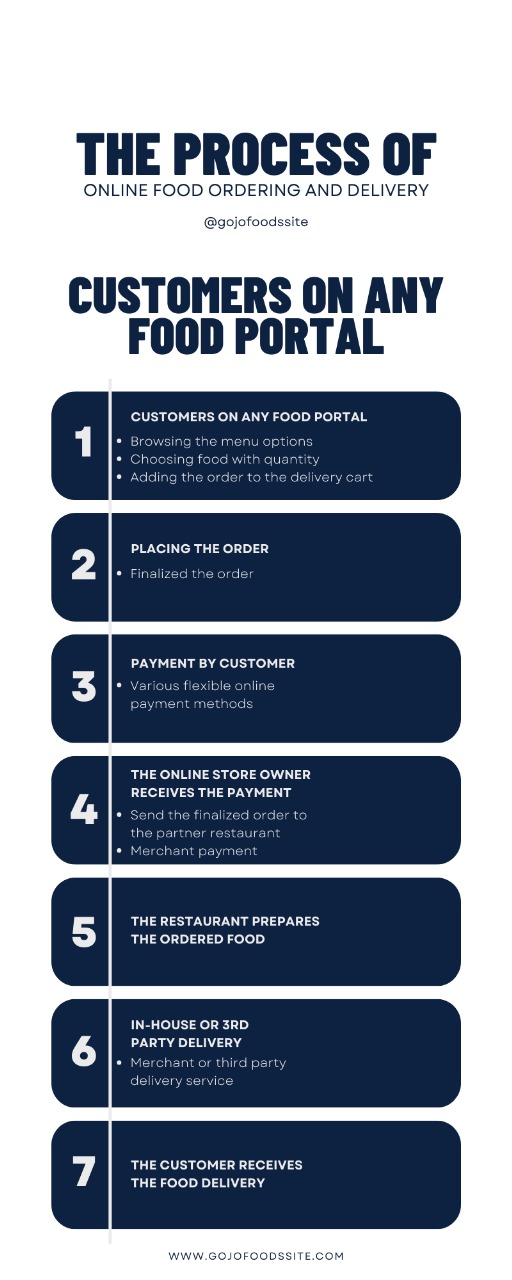 THE PROCESS OF
ONLINE FOOD ORDERING AND DELIVERY
@gojofoodssite
CUSTOMERS ON ANY
FOOD PORTAL
1
CUSTOMERS ON ANY FOOD PORTAL
• Browsing the menu options
• Choosing food with quantity
• Adding the order to the delivery cart
2
PLACING THE ORDER
• Finalized the order
3
PAYMENT BY CUSTOMER
• Various flexible online
payment methods
4
THE ONLINE STORE OWNER
RECEIVES THE PAYMENT
• Send the finalized order to
the partner restaurant
• Merchant payment
5
THE RESTAURANT PREPARES
THE ORDERED FOOD
6
IN-HOUSE OR 3RD
PARTY DELIVERY
• Merchant or third party
delivery service
7
THE CUSTOMER RECEIVES
THE FOOD DELIVERY
WWW.GOJOFOODSSITE.COM